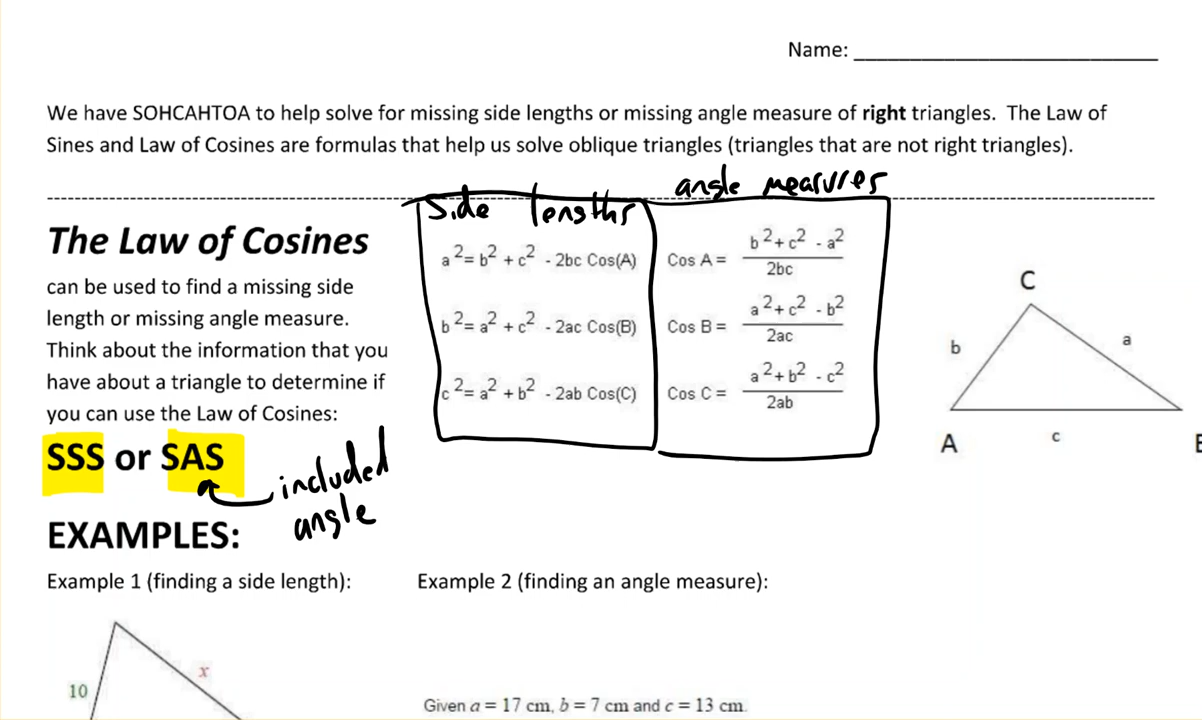 Name: ____________________________
We have SOHCAHTOA to help solve for missing side lengths or missing angle measure of right triangles. The Law of
Sines and Law of Cosines are formulas that help us solve oblique triangles (triangles that are not right triangles).
side lengths angle measures
The Law of Cosines
can be used to find a missing side
length or missing angle measure.
Think about the information that you
have about a triangle to determine if
you can use the Law of Cosines:
SSS or SAS
included
angle
a²= b² + c² - 2bc Cos(A)
b²= a² + c² - 2ac Cos(B)
c²= a² + b² - 2ab Cos(C)
Cos A = b²+ c² - a² / 2bc
Cos B = a²+ c² - b² / 2ac
Cos C = a²+ b² - c² / 2ab
C
b a
A c B
EXAMPLES:
Example 1 (finding a side length): Example 2 (finding an angle measure):
x
10
Given a = 17 cm, b = 7 cm and c = 13 cm.